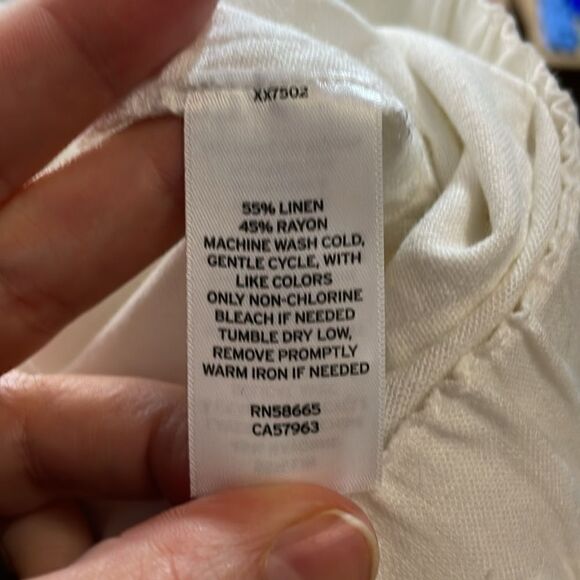 XX7502
55% LINEN
45% RAYON
MACHINE WASH COLD,
GENTLE CYCLE, WITH
LIKE COLORS
ONLY NON-CHLORINE
BLEACH IF NEEDED
TUMBLE DRY LOW,
REMOVE PROMPTLY
WARM IRON IF NEEDED
RN58665
CA57963